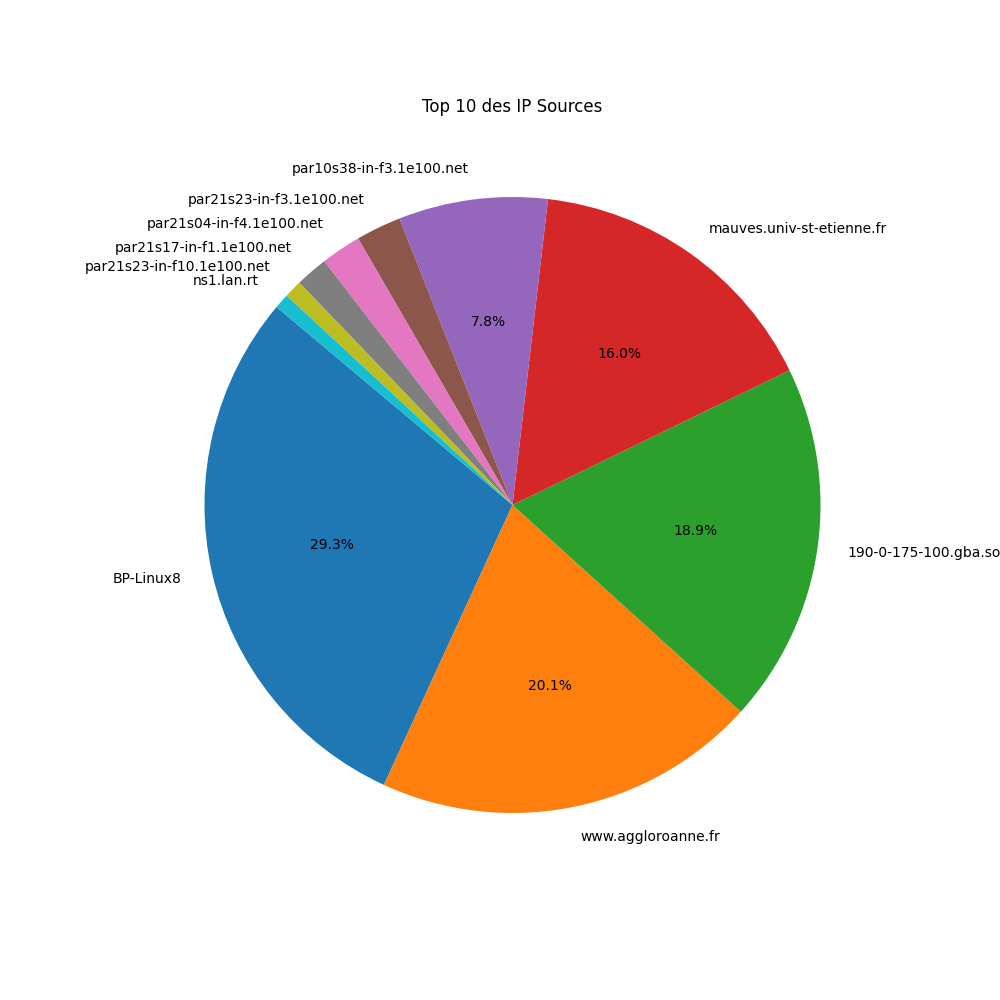 Top 10 des IP Sources
par10s38-in-f3.1e100.net
par21s23-in-f3.1e100.net
par21s04-in-f4.1e100.net
par21s17-in-f1.1e100.net
par21s23-in-f10.1e100.net
ns1.lan.rt
mauves.univ-st-etienne.fr
7.8%
16.0%
18.9%
29.3%
190-0-175-100.gba.so
BP-Linux8
20.1%
www.aggloroanne.fr